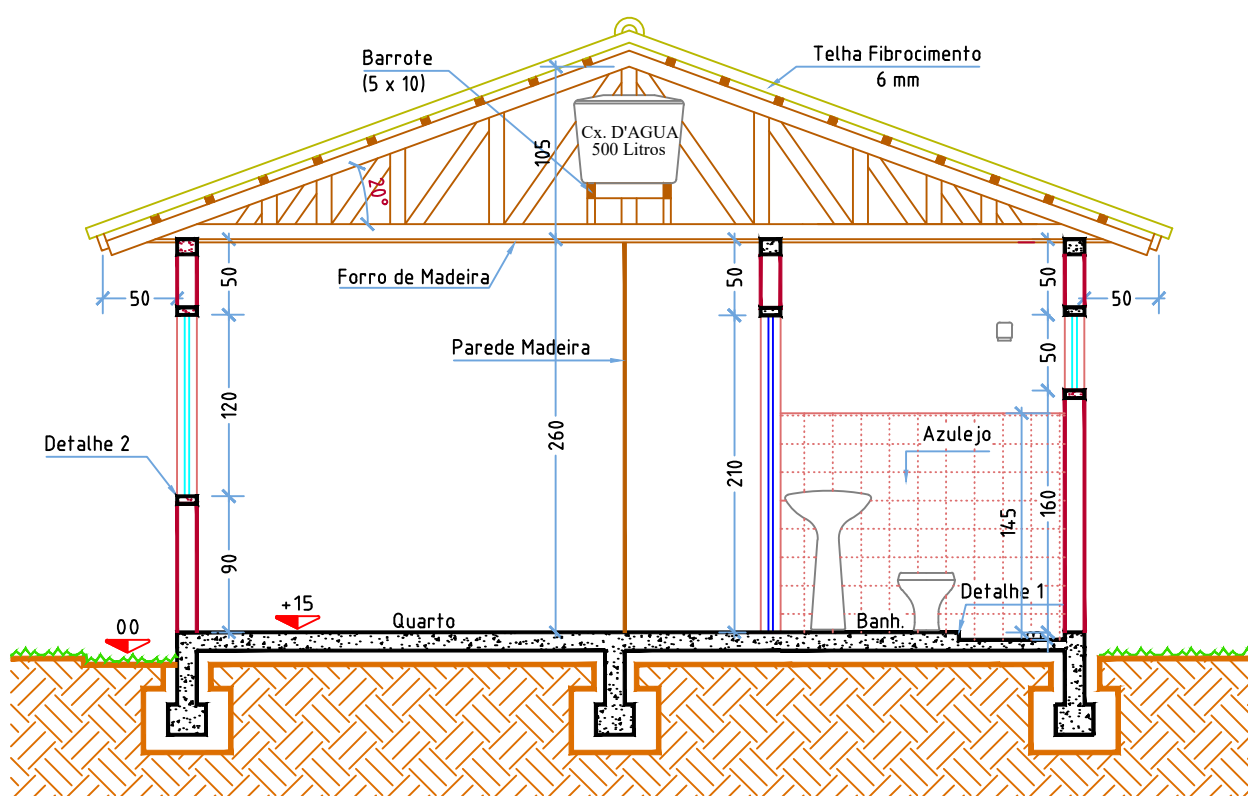 Barrote
(5 x 10)
Telha Fibrocimento
6 mm
Cx. D'AGUA
500 Litros
105
20°
50
Forro de Madeira
50
50
50
50
Parede Madeira
50
120
260
210
Detalhe 2
Azulejo
160
145
90
Detalhe 1
+15
Quarto
Banh.
00